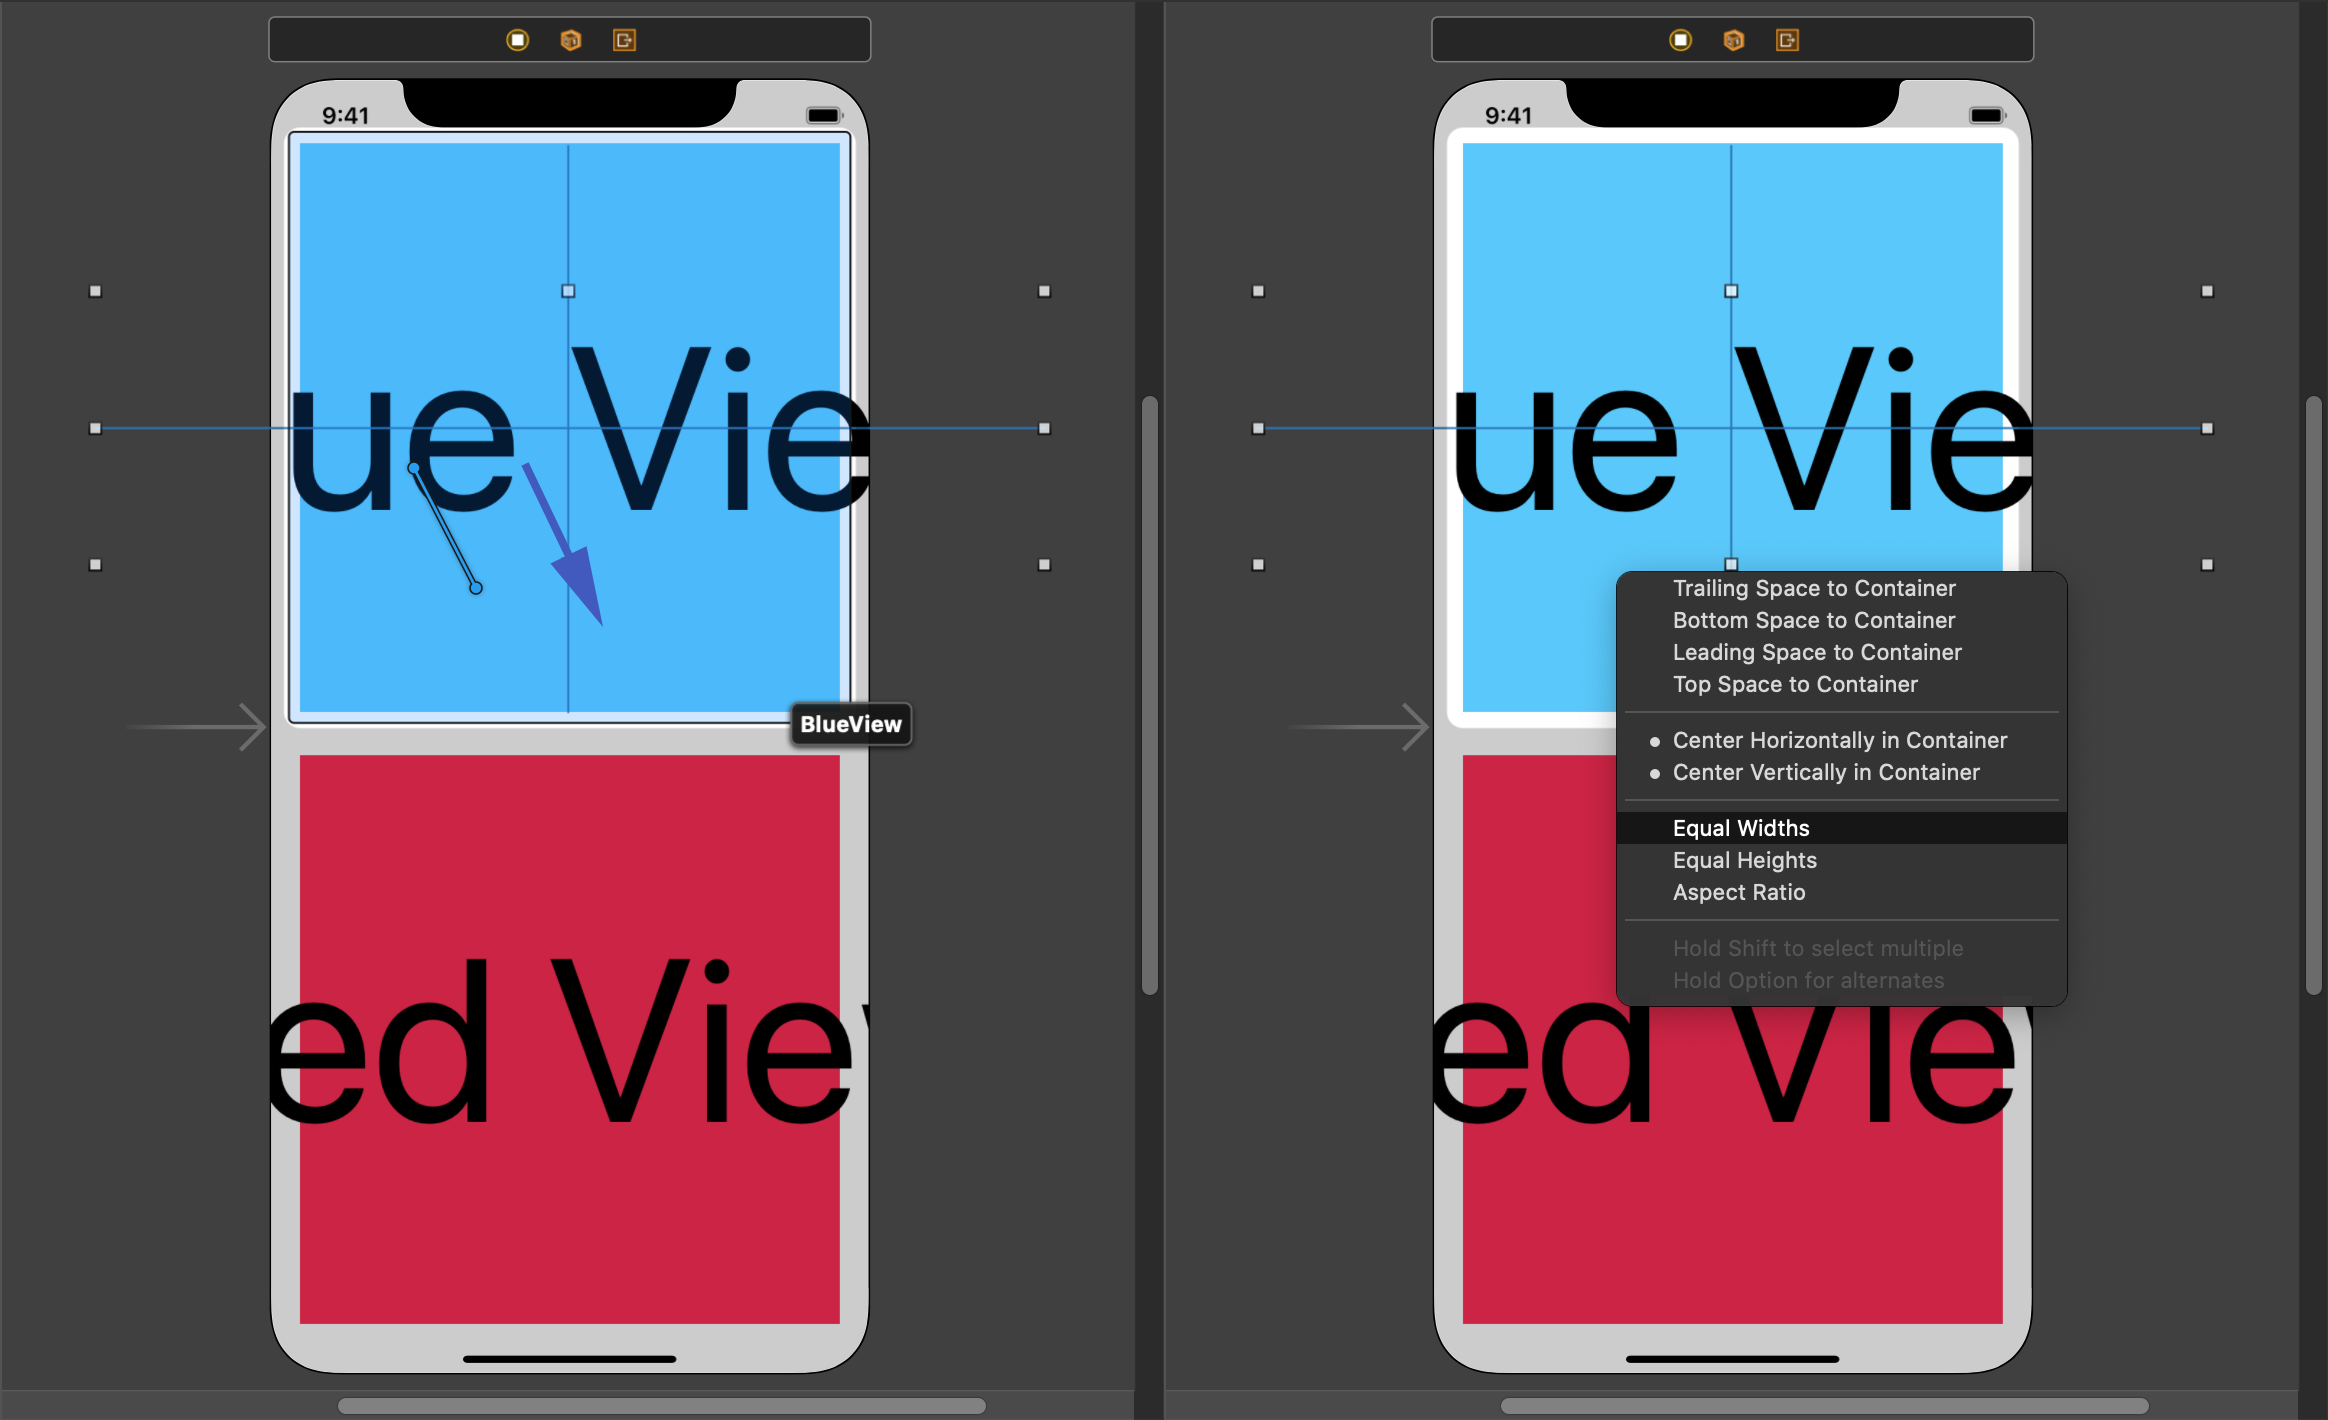 9:41
ue Vie
BlueView
ed Vie
9:41
ue Vie
Trailing Space to Container
Bottom Space to Container
Leading Space to Container
Top Space to Container
Center Horizontally in Container
Center Vertically in Container
Equal Widths
Equal Heights
Aspect Ratio
Hold Shift to select multiple
Hold Option for alternates
ed Vie